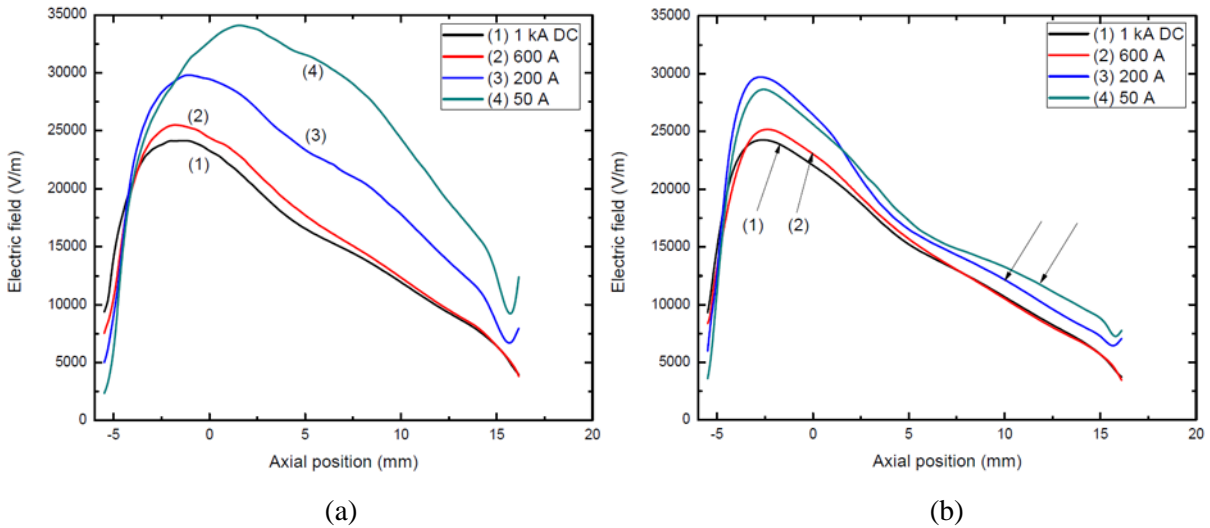 35000
30000
25000
20000
15000
10000
5000
0
Electric field (V/m)
-5
0
5
10
15
20
Axial position (mm)
(1) 1 kA DC
(2) 600 A
(3) 200 A
(4) 50 A
(4)
(3)
(2)
(1)
(a)
35000
30000
25000
20000
15000
10000
5000
0
Electric field (V/m)
-5
0
5
10
15
20
Axial position (mm)
(1) 1 kA DC
(2) 600 A
(3) 200 A
(4) 50 A
(1)
(2)
(b)